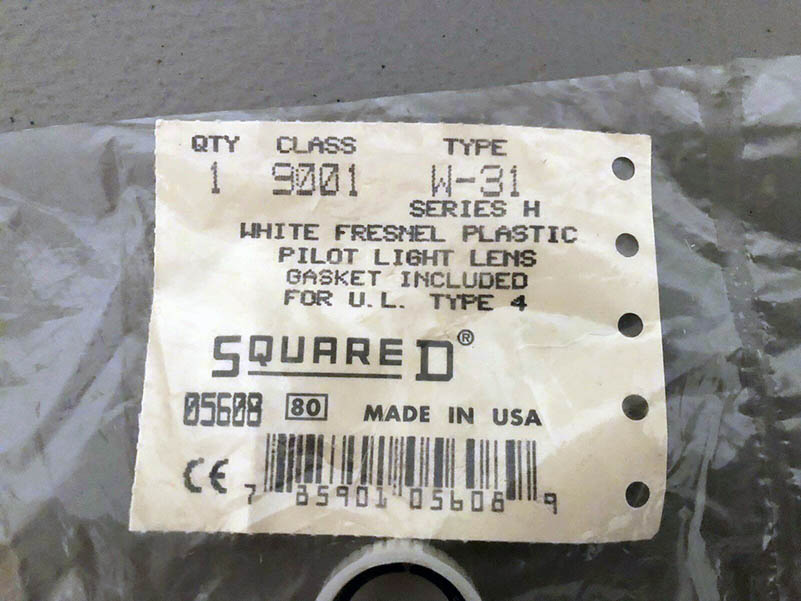 QTY CLASS TYPE
1 9001 W-31
SERIES H
WHITE FRESNEL PLASTIC
PILOT LIGHT LENS
GASKET INCLUDED
FOR U.L. TYPE 4
SQUARE D®
05608 80 MADE IN USA
CE
7 85901 05608 9